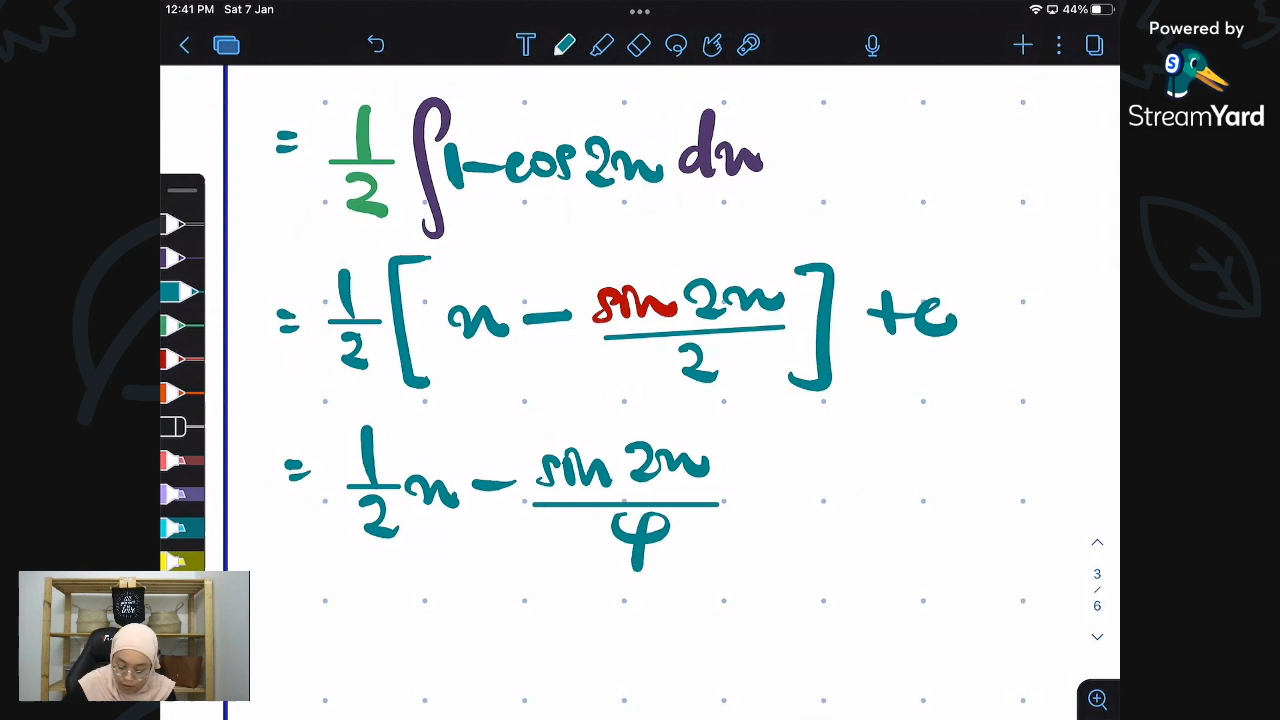 12:41 PM Sat 7 Jan
44%
Powered by
StreamYard
= 1/2 ∫ 1 - cos 2x dx
= 1/2 [ x - sin 2x / 2 ] + c
= 1/2 x - sin 2x / 4
3
/
6